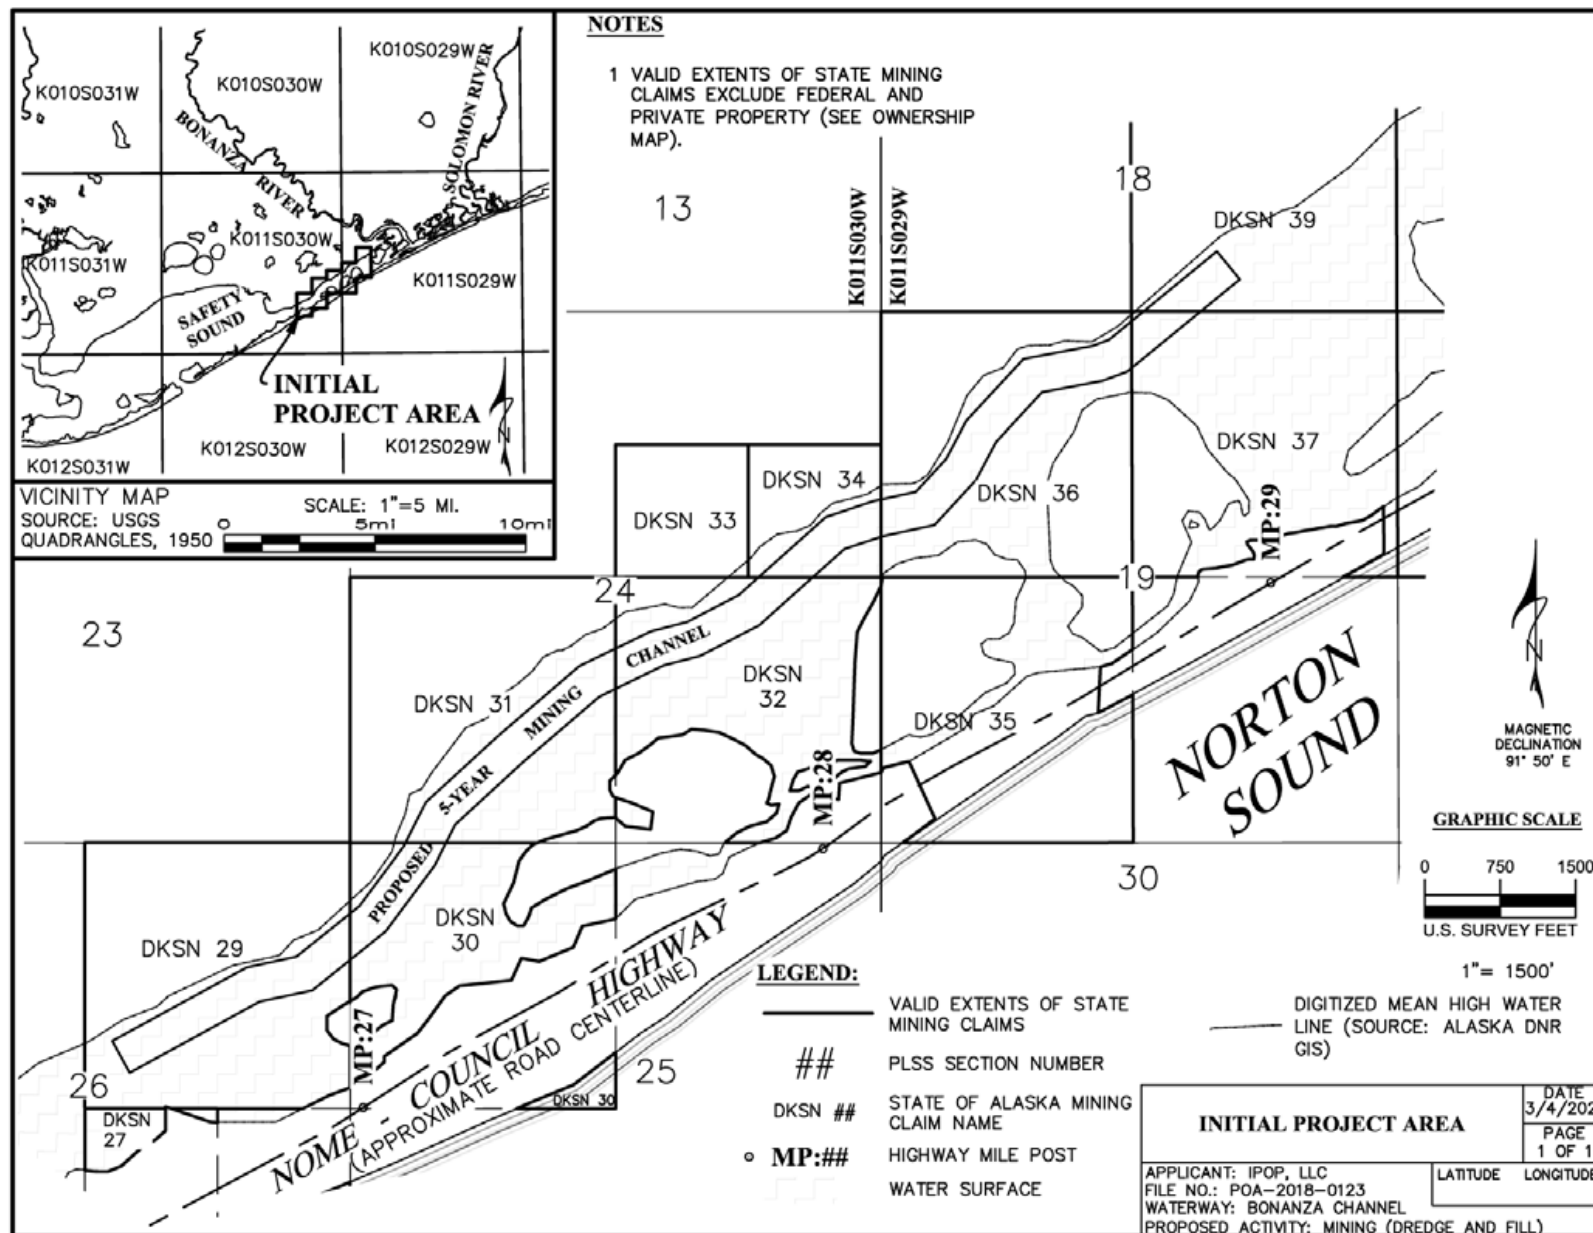 K010S031W
K010S030W
K010S029W
BONANZA
RIVER
SOLOMON RIVER
K011S031W
K011S030W
K011S029W
SAFETY
SOUND
INITIAL
PROJECT AREA
N
K012S031W
K012S030W
K012S029W
VICINITY MAP
SOURCE: USGS
QUADRANGLES, 1950
SCALE: 1"=5 MI.
0 5mi 10mi
NOTES
1 VALID EXTENTS OF STATE MINING
CLAIMS EXCLUDE FEDERAL AND
PRIVATE PROPERTY (SEE OWNERSHIP
MAP).
13
18
K011S030W
K011S029W
DKSN 39
DKSN 37
DKSN 34
DKSN 33
DKSN 36
MP:29
24
19
23
CHANNEL
MINING
5-YEAR
PROPOSED
DKSN 31
DKSN
32
DKSN 35
MP:28
NORTON
SOUND
N
MAGNETIC
DECLINATION
91° 50' E
30
DKSN 29
DKSN
30
MP:27
26
25
DKSN
27
DKSN 30
NOME - COUNCIL HIGHWAY
(APPROXIMATE ROAD CENTERLINE)
GRAPHIC SCALE
0 750 1500
U.S. SURVEY FEET
1"= 1500'
LEGEND:
VALID EXTENTS OF STATE
MINING CLAIMS
## PLSS SECTION NUMBER
DKSN ## STATE OF ALASKA MINING
CLAIM NAME
MP:## HIGHWAY MILE POST
WATER SURFACE
DIGITIZED MEAN HIGH WATER
LINE (SOURCE: ALASKA DNR
GIS)
INITIAL PROJECT AREA
DATE
3/4/202
PAGE
1 OF 1
APPLICANT: IPOP, LLC
FILE NO.: POA-2018-0123
WATERWAY: BONANZA CHANNEL
PROPOSED ACTIVITY: MINING (DREDGE AND FILL)
LATITUDE LONGITUDE